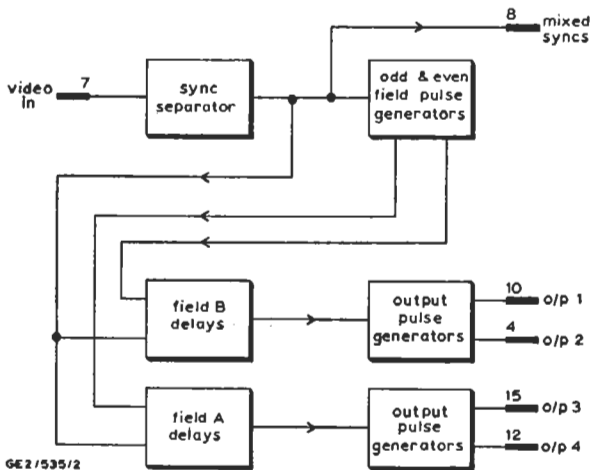 8
mixed
syncs
7
video
in
sync
separator
odd & even
field pulse
generators
field B
delays
output
pulse
generators
10
o/p 1
4
o/p 2
field A
delays
output
pulse
generators
15
o/p 3
12
o/p 4
GE2/535/2